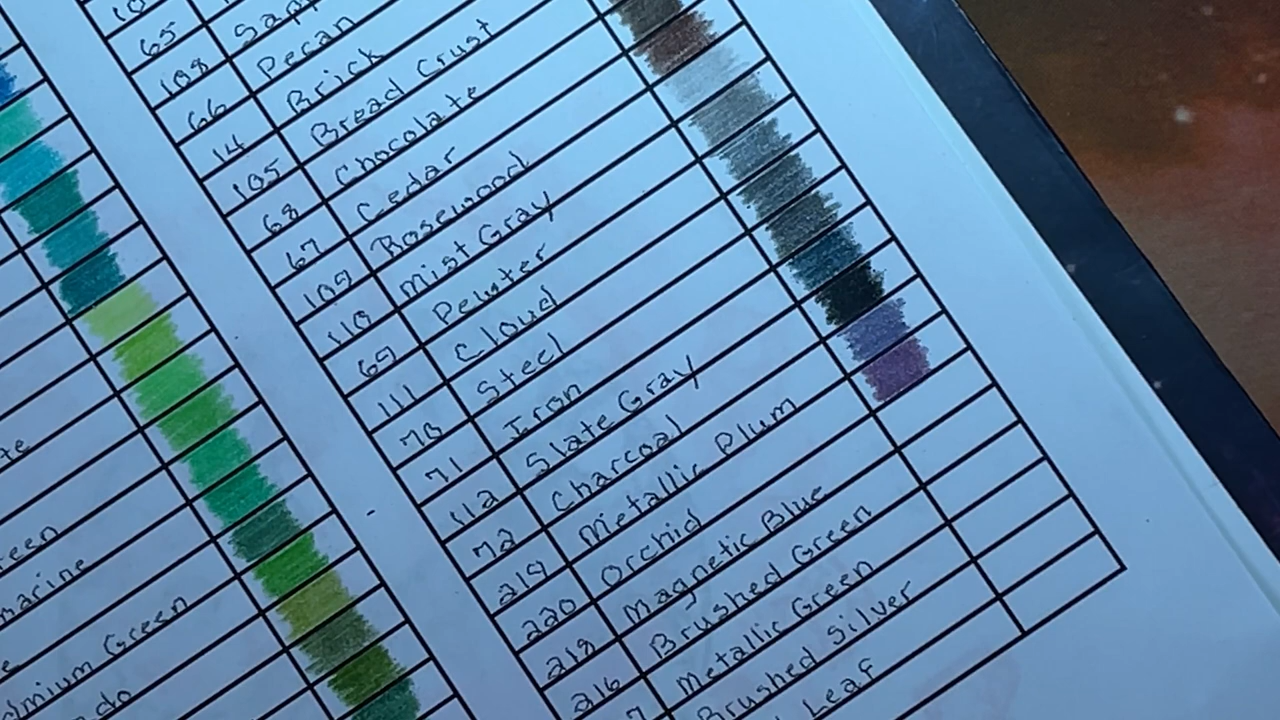 65
108 Pecan
66 Brick
14 Bread Crust
105 Chocolate
68 Cedar
67 Rosewood
109 Mist Gray
110 Pewter
69 Cloud
111 Steel
70 Iron
71 Slate Gray
112 Charcoal
72 Metallic Plum
219 Orchid
220 Magnetic Blue
218 Brushed Green
216 Metallic Green
Brushed Silver
Leaf
Green